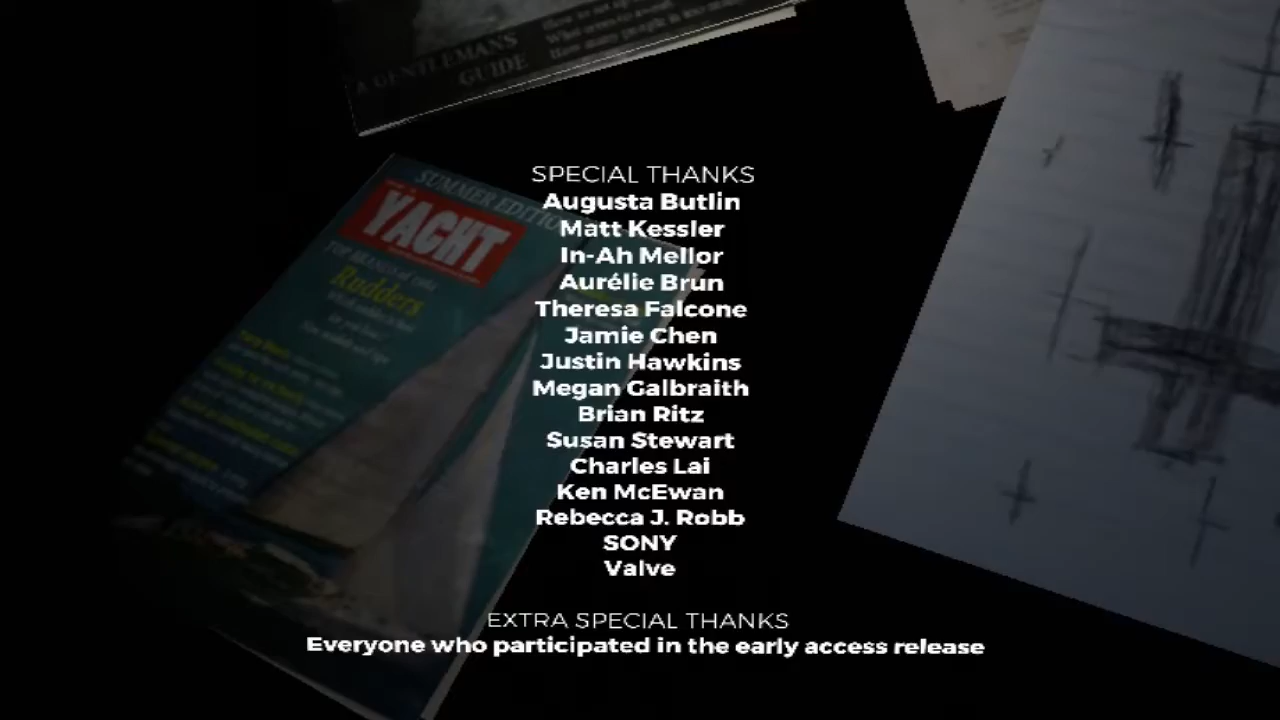 A GENTLEMAN'S
GUIDE
SUMMER EDITION
YACHT
Rudders
SPECIAL THANKS
Augusta Butlin
Matt Kessler
In-Ah Mellor
Aurélie Brun
Theresa Falcone
Jamie Chen
Justin Hawkins
Megan Galbraith
Brian Ritz
Susan Stewart
Charles Lai
Ken McEwan
Rebecca J. Robb
SONY
Valve
EXTRA SPECIAL THANKS
Everyone who participated in the early access release